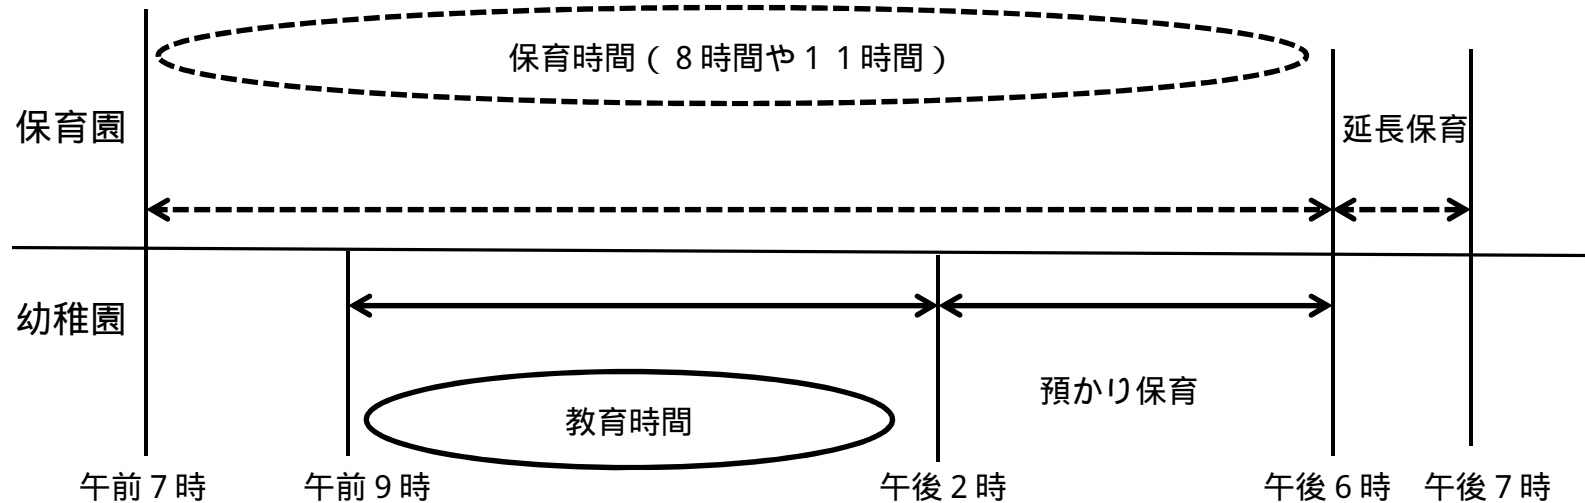 保育時間（８時間や１１時間）
保育園
延長保育
幼稚園
預かり保育
教育時間
午前７時
午前９時
午後２時
午後６時
午後７時